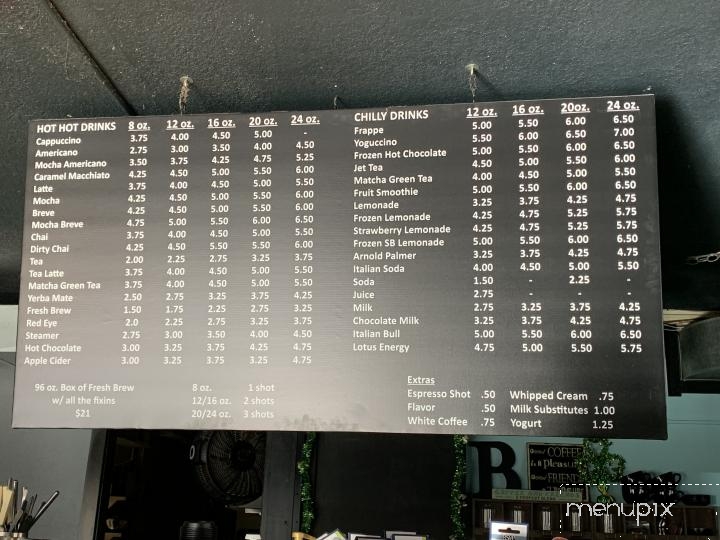 HOT HOT DRINKS 8 oz. 12 oz. 16 oz. 20 oz. 24 oz.
Cappuccino 3.75 4.00 4.50 5.00 -
Americano 2.75 3.00 3.50 4.00 4.50
Mocha Americano 3.50 3.75 4.25 4.75 5.25
Caramel Macchiato 4.25 4.50 5.00 5.50 6.00
Latte 3.75 4.00 4.50 5.00 5.50
Mocha 4.25 4.50 5.00 5.50 6.00
Breve 4.25 4.50 5.00 5.50 6.00
Mocha Breve 4.75 5.00 5.50 6.00 6.50
Chai 3.75 4.00 4.50 5.00 5.50
Dirty Chai 4.25 4.50 5.50 5.50 6.00
Tea 2.00 2.25 2.75 3.25 3.75
Tea Latte 3.75 4.00 4.50 5.00 5.50
Matcha Green Tea 3.75 4.00 4.50 5.00 5.50
Yerba Mate 2.50 2.75 3.25 3.75 4.25
Fresh Brew 1.50 1.75 2.25 2.75 3.25
Red Eye 2.0 2.25 2.75 3.25 3.75
Steamer 2.75 3.00 3.50 4.00 4.50
Hot Chocolate 3.00 3.25 3.75 4.25 4.75
Apple Cider 3.00 3.25 3.75 3.25 4.75
96 oz. Box of Fresh Brew
w/ all the fixins
$21
8 oz. 1 shot
12/16 oz. 2 shots
20/24 oz. 3 shots
CHILLY DRINKS 12 oz. 16 oz. 20oz. 24 oz.
Frappe 5.00 5.50 6.00 6.50
Yoguccino 5.50 6.00 6.50 7.00
Frozen Hot Chocolate 5.00 5.50 6.00 6.50
Jet Tea 4.50 5.00 5.50 6.00
Matcha Green Tea 4.00 4.50 5.00 5.50
Fruit Smoothie 5.00 5.50 6.00 6.50
Lemonade 3.25 3.75 4.25 4.75
Frozen Lemonade 4.25 4.75 5.25 5.75
Strawberry Lemonade 4.25 4.75 5.25 5.75
Frozen SB Lemonade 5.00 5.50 6.00 6.50
Arnold Palmer 3.25 3.75 4.25 4.75
Italian Soda 4.00 4.50 5.00 5.50
Soda 1.50 - 2.25 -
Juice 2.75 - - -
Milk 2.75 3.25 3.75 4.25
Chocolate Milk 3.25 3.75 4.25 4.75
Italian Bull 5.00 5.50 6.00 6.50
Lotus Energy 4.75 5.00 5.50 5.75
Extras
Espresso Shot .50 Whipped Cream .75
Flavor .50 Milk Substitutes 1.00
White Coffee .75 Yogurt 1.25
B
COFFEE
pleasu
FRIEND
menupix